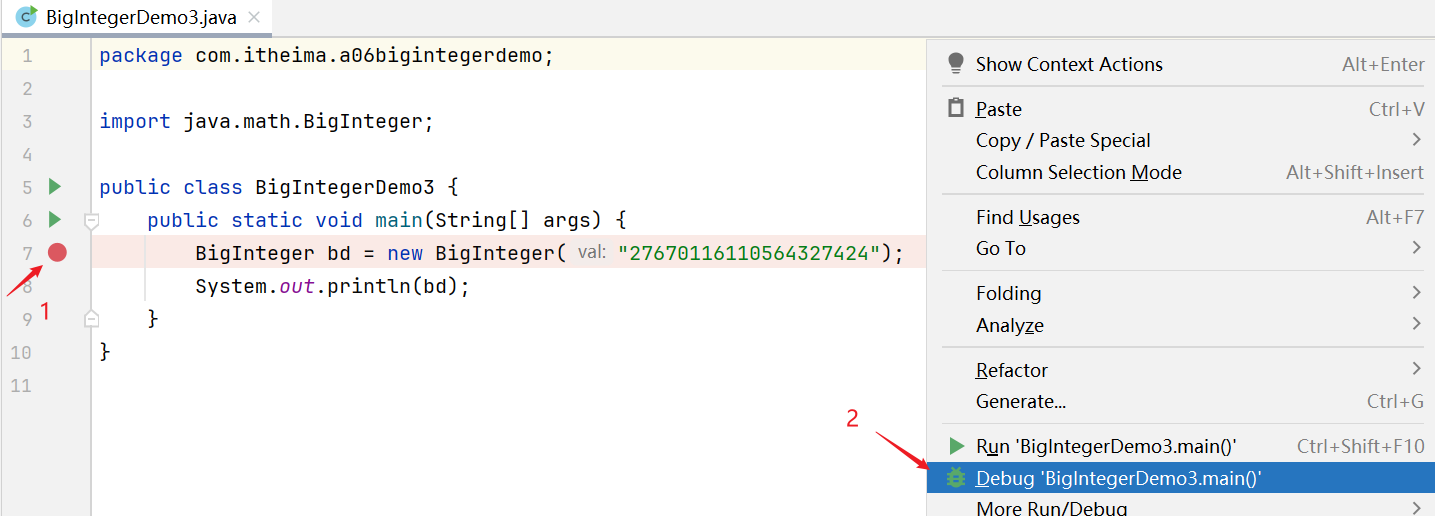 BigIntegerDemo3.java
1 package com.itheima.a06bigintegerdemo;
2
3 import java.math.BigInteger;
4
5 public class BigIntegerDemo3 {
6 public static void main(String[] args) {
7 BigInteger bd = new BigInteger( val: "27670116110564327424");
8 System.out.println(bd);
1
9 }
10 }
11
Show Context Actions Alt+Enter
Paste Ctrl+V
Copy / Paste Special
Column Selection Mode Alt+Shift+Insert
Find Usages Alt+F7
Go To
Folding
Analyze
Refactor
Generate... Ctrl+G
2
Run 'BigIntegerDemo3.main()' Ctrl+Shift+F10
Debug 'BigIntegerDemo3.main()'
More Run/Debug